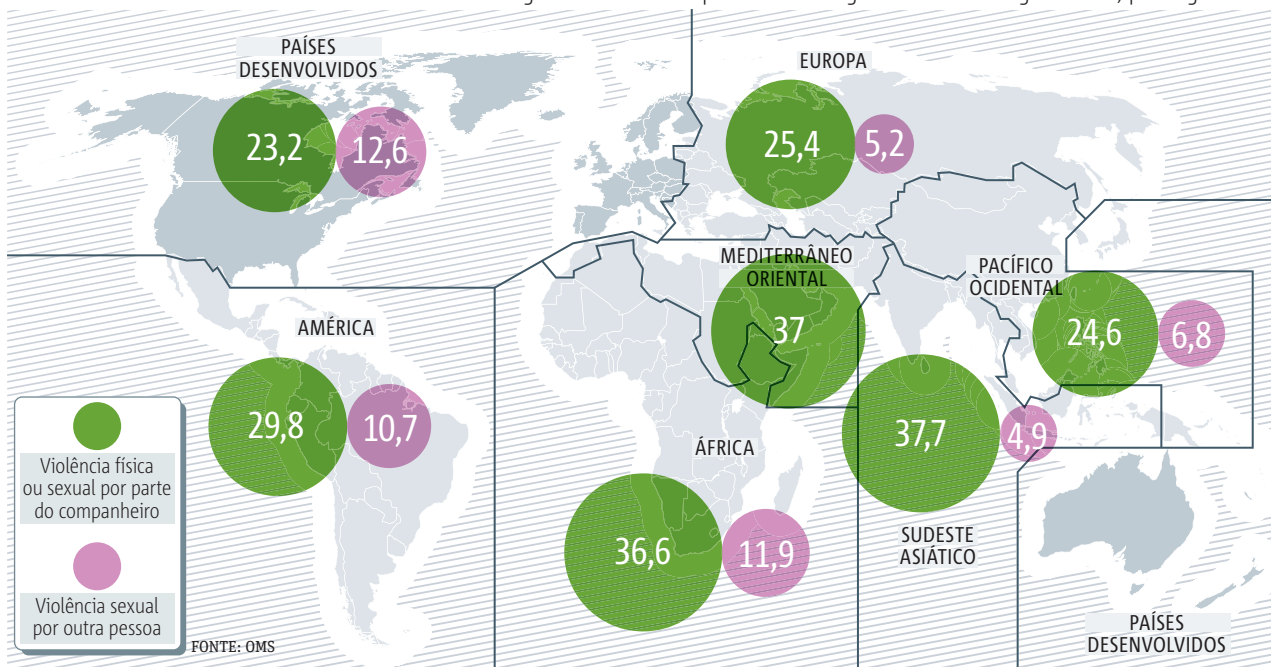 PAÍSES
DESENVOLVIDOS
23,2
12,6
EUROPA
25,4
5,2
MEDITERRÂNEO
ORIENTAL
37
PACÍFICO
OCIDENTAL
24,6
6,8
AMÉRICA
29,8
10,7
ÁFRICA
36,6
11,9
37,7
4,9
SUDESTE
ASIÁTICO
PAÍSES
DESENVOLVIDOS
Violência física
ou sexual por parte
do companheiro
Violência sexual
por outra pessoa
FONTE: OMS